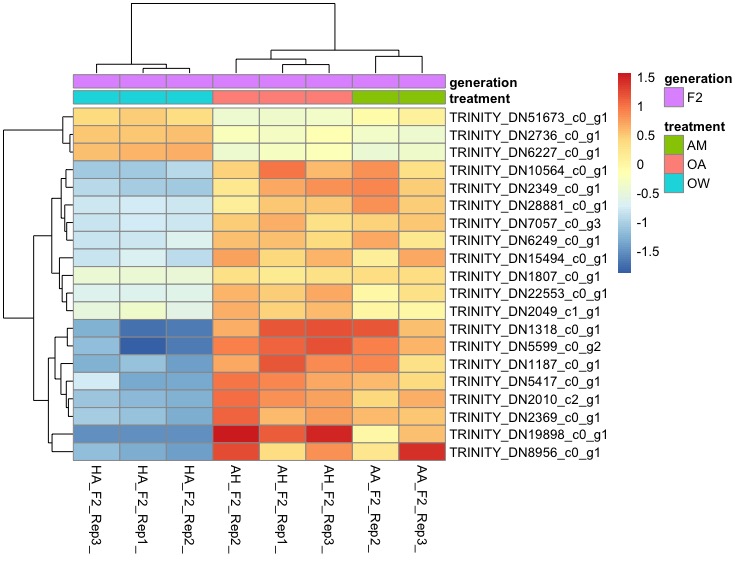 generation
treatment
TRINITY_DN51673_c0_g1
TRINITY_DN2736_c0_g1
TRINITY_DN6227_c0_g1
TRINITY_DN10564_c0_g1
TRINITY_DN2349_c0_g1
TRINITY_DN28881_c0_g1
TRINITY_DN7057_c0_g3
TRINITY_DN6249_c0_g1
TRINITY_DN15494_c0_g1
TRINITY_DN1807_c0_g1
TRINITY_DN22553_c0_g1
TRINITY_DN2049_c1_g1
TRINITY_DN1318_c0_g1
TRINITY_DN5599_c0_g2
TRINITY_DN1187_c0_g1
TRINITY_DN5417_c0_g1
TRINITY_DN2010_c2_g1
TRINITY_DN2369_c0_g1
TRINITY_DN19898_c0_g1
TRINITY_DN8956_c0_g1
HA_F2_Rep3_
HA_F2_Rep1_
HA_F2_Rep2_
AH_F2_Rep2_
AH_F2_Rep1_
AH_F2_Rep3_
AA_F2_Rep2_
AA_F2_Rep3_
1.5
1
0.5
0
-0.5
-1
-1.5
generation
F2
treatment
AM
OA
OW